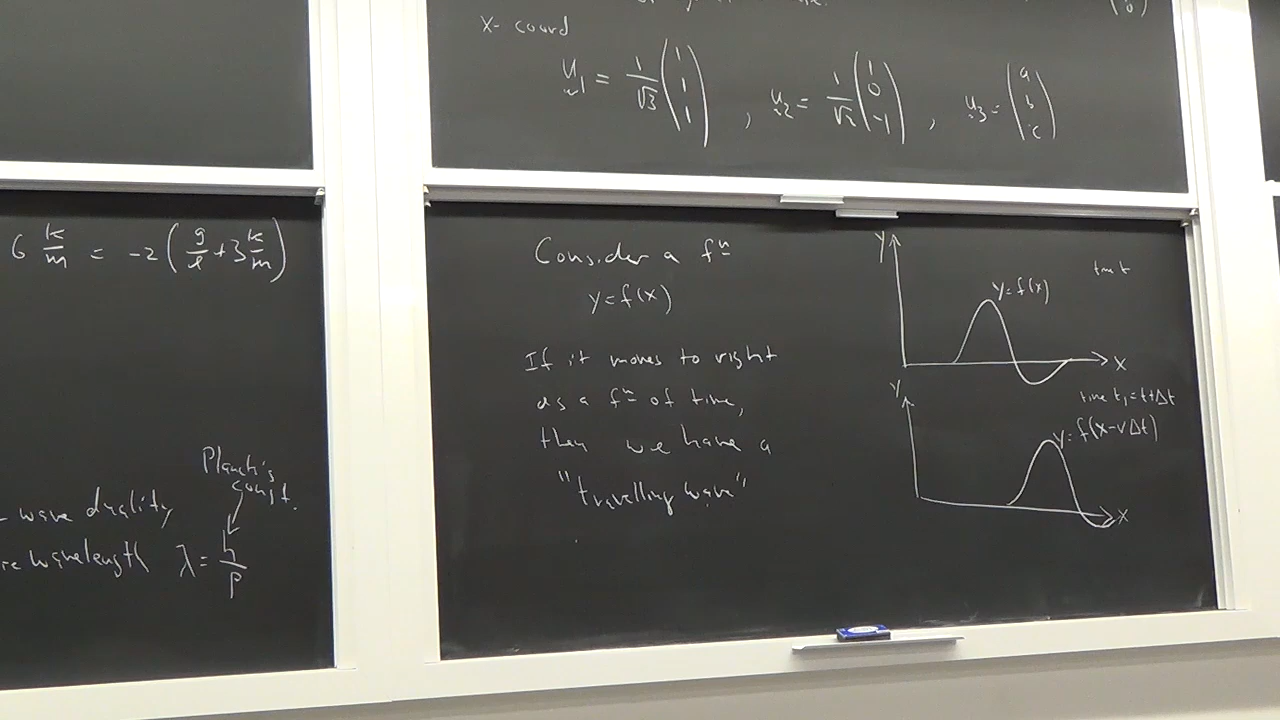 x-coord
u1 = 1/√3 (1 1 1), u2 = 1/√2 (1 0 -1), u3 = (a b c)
6 k/m = -2 (g/l + 3 k/m)
Planck's
const.
wave duality
wavelength λ = h/p
Consider a fⁿ
y=f(x)
If it moves to right
as a fⁿ of time,
then we have a
"travelling wave"
y
time t
y=f(x)
x
y
time t₁ = t+Δt
y=f(x-vΔt)
x